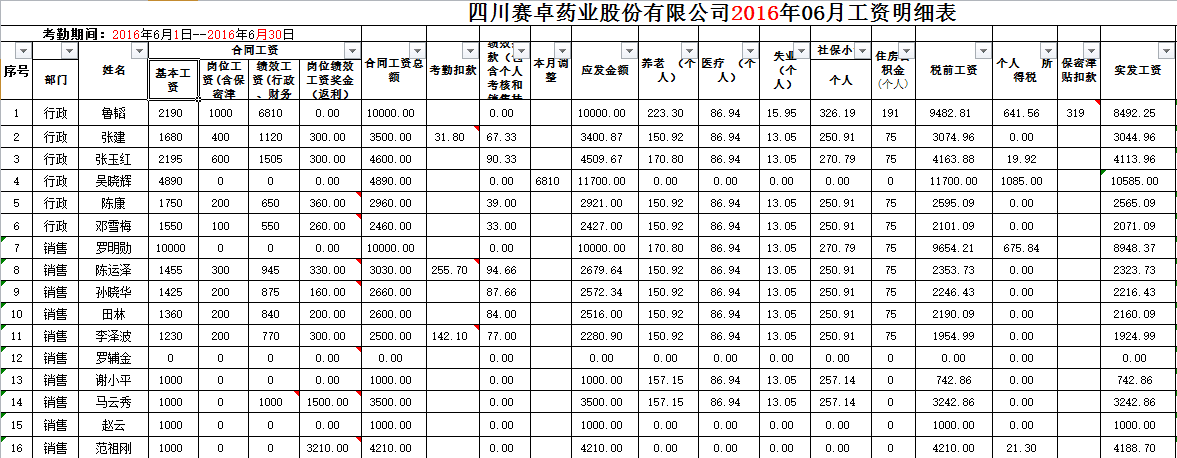 四川赛卓药业股份有限公司2016年06月工资明细表
考勤期间：2016年6月1日--2016年6月30日
序号 部门 姓名 合同工资 合同工资总额 考勤扣款 款（包含个人考核和 本月调整 应发金额 养老（个人） 医疗（个人） 失业（个人） 社保小 住房公积金(个人) 税前工资 个人所得税 保密津贴扣款 实发工资
基本工资 岗位工资(含保密津 绩效工资(行政、财务 岗位绩效工资奖金（返利） 个人
1 行政 鲁韬 2190 1000 6810 0.00 10000.00 0.00 10000.00 223.30 86.94 15.95 326.19 191 9482.81 641.56 319 8492.25
2 行政 张建 1680 400 1120 300.00 3500.00 31.80 67.33 3400.87 150.92 86.94 13.05 250.91 75 3074.96 0.00 3044.96
3 行政 张玉红 2195 600 1505 300.00 4600.00 90.33 4509.67 170.80 86.94 13.05 270.79 75 4163.88 19.92 4113.96
4 行政 吴晓辉 4890 0 0 0.00 4890.00 0.00 6810 11700.00 0.00 0.00 0.00 0.00 0 11700.00 1085.00 10585.00
5 行政 陈康 1750 200 650 360.00 2960.00 39.00 2921.00 150.92 86.94 13.05 250.91 75 2595.09 0.00 2565.09
6 行政 邓雪梅 1550 100 550 260.00 2460.00 33.00 2427.00 150.92 86.94 13.05 250.91 75 2101.09 0.00 2071.09
7 销售 罗明勋 10000 0 0 0.00 10000.00 0.00 10000.00 170.80 86.94 13.05 270.79 75 9654.21 675.84 8948.37
8 销售 陈运泽 1455 300 945 330.00 3030.00 255.70 94.66 2679.64 150.92 86.94 13.05 250.91 75 2353.73 0.00 2323.73
9 销售 孙晓华 1425 200 875 160.00 2660.00 87.66 2572.34 150.92 86.94 13.05 250.91 75 2246.43 0.00 2216.43
10 销售 田林 1360 200 840 200.00 2600.00 84.00 2516.00 150.92 86.94 13.05 250.91 75 2190.09 0.00 2160.09
11 销售 李泽波 1230 200 770 300.00 2500.00 142.10 77.00 2280.90 150.92 86.94 13.05 250.91 75 1954.99 0.00 1924.99
12 销售 罗辅金 0 0 0 0.00 0.00 0.00 0.00 0.00 0.00 0.00 0.00 0 0.00 0.00 0.00
13 销售 谢小平 1000 0 0 0.00 1000.00 0.00 1000.00 157.15 86.94 13.05 257.14 0 742.86 0.00 742.86
14 销售 马云秀 1000 0 1000 1500.00 3500.00 0.00 3500.00 157.15 86.94 13.05 257.14 0 3242.86 0.00 3242.86
15 销售 赵云 1000 0 0 0.00 1000.00 0.00 1000.00 0.00 0.00 0.00 0.00 0 1000.00 0.00 1000.00
16 销售 范祖刚 1000 0 0 3210.00 4210.00 0.00 4210.00 0.00 0.00 0.00 0.00 0 4210.00 21.30 4188.70